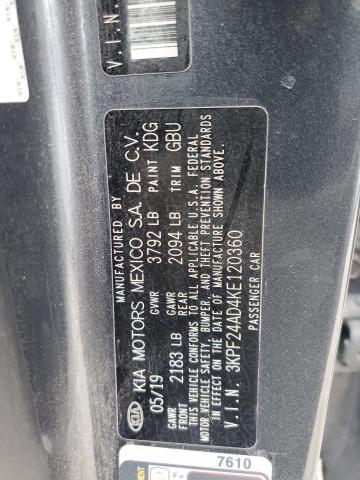 V.I.N.
MANUFACTURED BY
KIA KIA MOTORS MEXICO S.A. DE C.V.
05/19 GVWR 3792 LB PAINT KDG
GAWR FRONT 2183 LB GAWR REAR 2094 LB TRIM GBU
THIS VEHICLE CONFORMS TO ALL APPLICABLE U.S.A. FEDERAL
MOTOR VEHICLE SAFETY, BUMPER, AND THEFT PREVENTION STANDARDS
IN EFFECT ON THE DATE OF MANUFACTURE SHOWN ABOVE.
V.I.N. 3KPF24AD4KE120360
PASSENGER CAR
7610